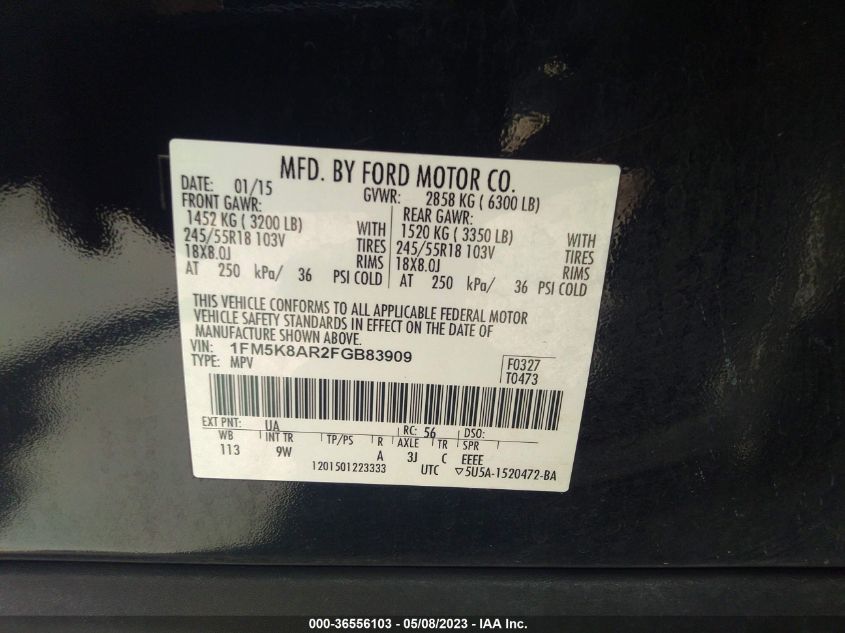 MFD. BY FORD MOTOR CO.
DATE: 01/15 GVWR: 2858 KG ( 6300 LB)
FRONT GAWR: REAR GAWR:
1452 KG ( 3200 LB) WITH 1520 KG ( 3350 LB) WITH
245/55R18 103V TIRES 245/55R18 103V TIRES
18X8.0J RIMS 18X8.0J RIMS
AT 250 kPa/ 36 PSI COLD AT 250 kPa/ 36 PSI COLD
THIS VEHICLE CONFORMS TO ALL APPLICABLE FEDERAL MOTOR
VEHICLE SAFETY STANDARDS IN EFFECT ON THE DATE OF
MANUFACTURE SHOWN ABOVE.
VIN: 1FM5K8AR2FGB83909 F0327
TYPE: MPV T0473
EXT PNT: UA RC: 56 DSO:
WB INT TR TP/PS R AXLE TR SPR
113 9W A 3J C EEEE
1201501223333 UTC ▽5U5A-1520472-BA
000-36556103 — 05/08/2023 — IAA Inc.